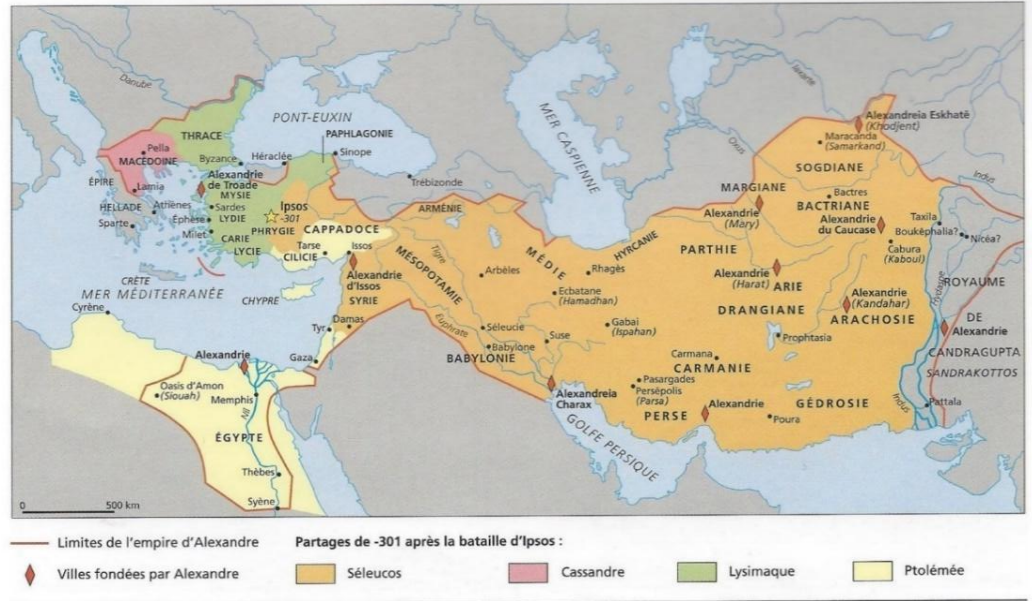 Danube
PONT-EUXIN
MER CASPIENNE
Iaxarte
Oxus
Indus
THRACE
PAPHLAGONIE
Pella
MACÉDOINE
Byzance
Héraclée
Sinope
Trébizonde
ÉPIRE
Lamia
Alexandrie
de Troade
MYSIE
HELLADE
Athènes
Sardes
Ipsos
-301
ARMÉNIE
Sparte
Éphèse
LYDIE
PHRYGIE
CAPPADOCE
Milet
CARIE
Tarse
Issos
LYCIE
CILICIE
Alexandrie
d'Issos
SYRIE
CRÈTE
MER MÉDITERRANÉE
CHYPRE
Cyrène
Damas
Tyr
Gaza
Alexandrie
Oasis d'Amon
(Siouah)
Memphis
Nil
ÉGYPTE
Thèbes
Syène
Tigre
MÉSOPOTAMIE
Euphrate
Arbèles
MÉDIE
Rhagès
Ecbatane
(Hamadhan)
Séleucie
Suse
Gabai
(Ispahan)
Babylone
BABYLONIE
Alexandreia
Charax
GOLFE PERSIQUE
Pasargades
Persépolis
(Parsa)
PERSE
Carmana
CARMANIE
Alexandrie
GÉDROSIE
Poura
HYRCANIE
PARTHIE
MARGIANE
Alexandrie
(Mary)
Alexandreia Eskhatê
(Khodjent)
Maracanda
(Samarkand)
SOGDIANE
Bactres
BACTRIANE
Alexandrie
du Caucase
Cabura
(Kaboul)
Taxila
Bouképhalia?
Nicéa?
Alexandrie
(Harat)
ARIE
DRANGIANE
Alexandrie
(Kandahar)
ARACHOSIE
Prophtasia
Hydaspe
ROYAUME
DE
Alexandrie
CANDRAGUPTA
SANDRAKOTTOS
Indus
Pattala
0 500 km
Limites de l'empire d'Alexandre
Partages de -301 après la bataille d'Ipsos :
Villes fondées par Alexandre
Séleucos
Cassandre
Lysimaque
Ptolémée